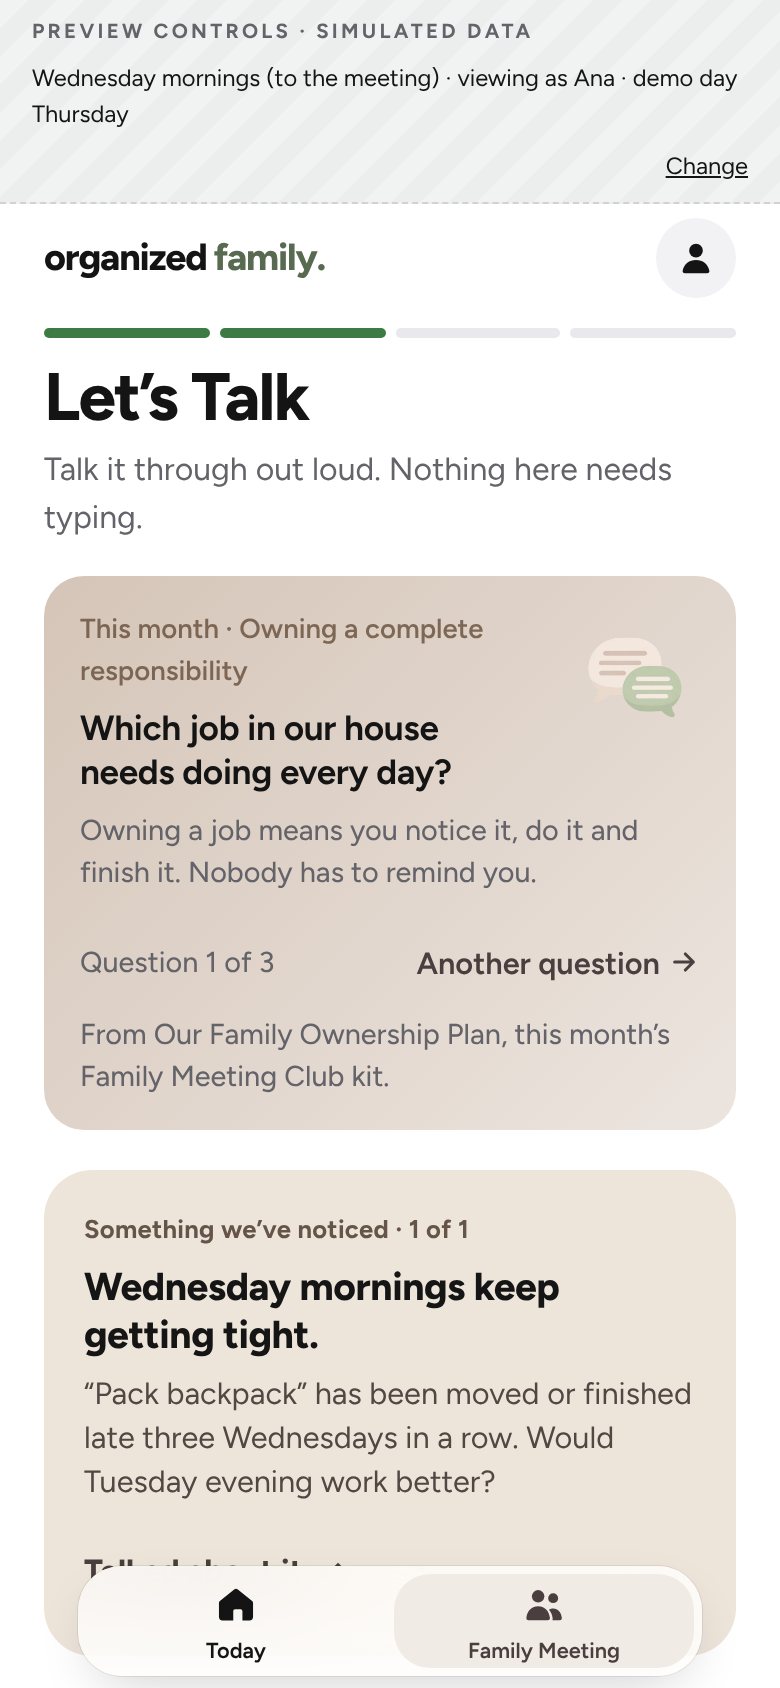 PREVIEW CONTROLS · SIMULATED DATA
Wednesday mornings (to the meeting) · viewing as Ana · demo day
Thursday
Change
organized family.
Let’s Talk
Talk it through out loud. Nothing here needs
typing.
This month · Owning a complete
responsibility
Which job in our house
needs doing every day?
Owning a job means you notice it, do it and
finish it. Nobody has to remind you.
Question 1 of 3
Another question →
From Our Family Ownership Plan, this month’s
Family Meeting Club kit.
Something we’ve noticed · 1 of 1
Wednesday mornings keep
getting tight.
“Pack backpack” has been moved or finished
late three Wednesdays in a row. Would
Tuesday evening work better?
Today
Family Meeting